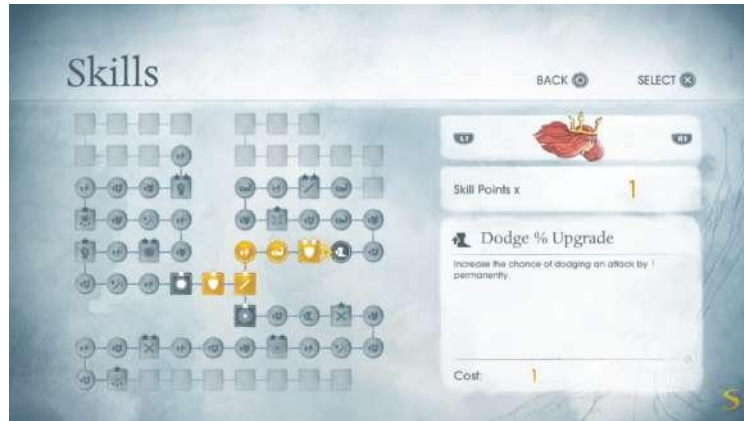 Skills
BACK
SELECT
L1
R1
Skill Points x 1
Dodge % Upgrade
Increase the chance of dodging an attack by 1
permanently.
Cost: 1
S